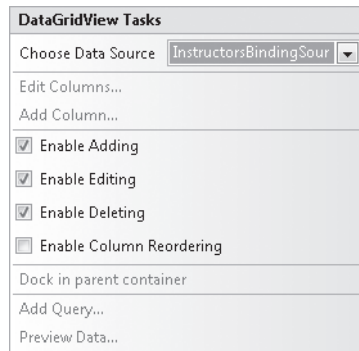 DataGridView Tasks
Choose Data Source InstructorsBindingSour
Edit Columns...
Add Column...
Enable Adding
Enable Editing
Enable Deleting
Enable Column Reordering
Dock in parent container
Add Query...
Preview Data...